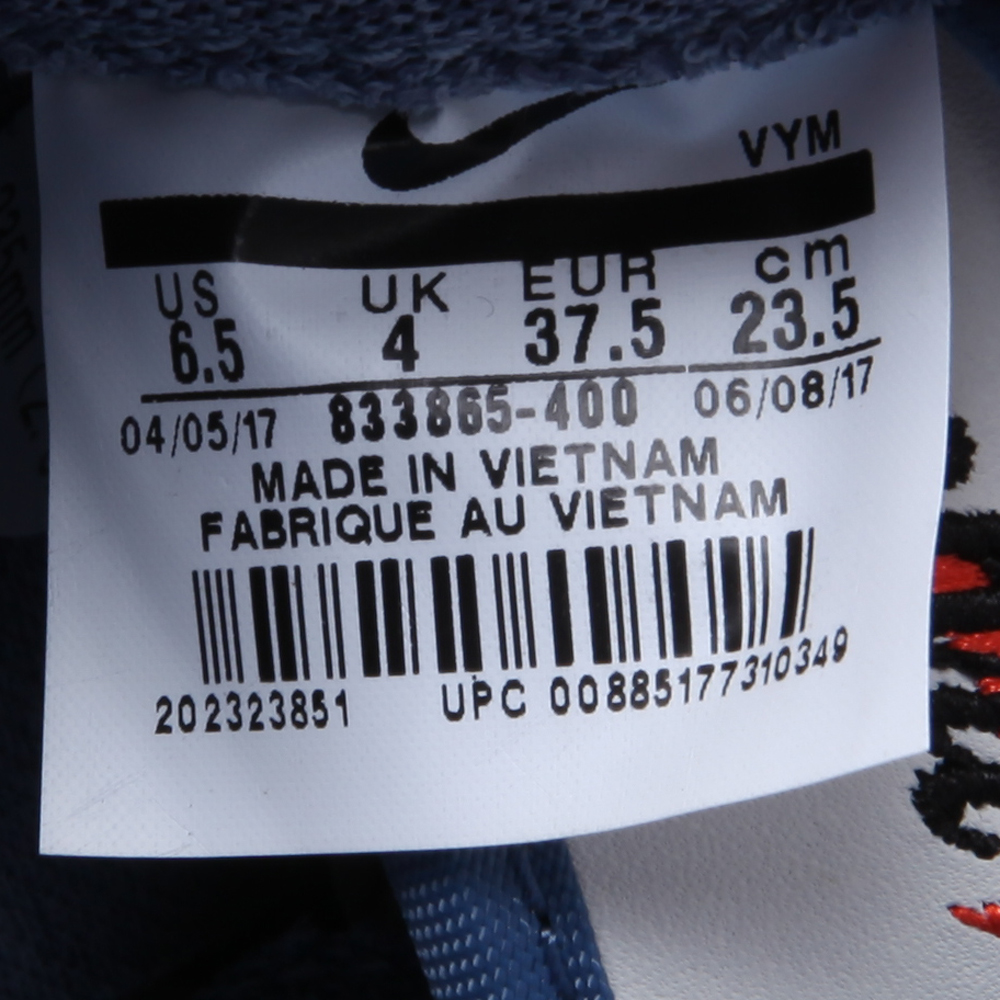 VYM
US UK EUR cm
6.5 4 37.5 23.5
04/05/17 833865-400 06/08/17
MADE IN VIETNAM
FABRIQUE AU VIETNAM
202323851 UPC 00885177310349